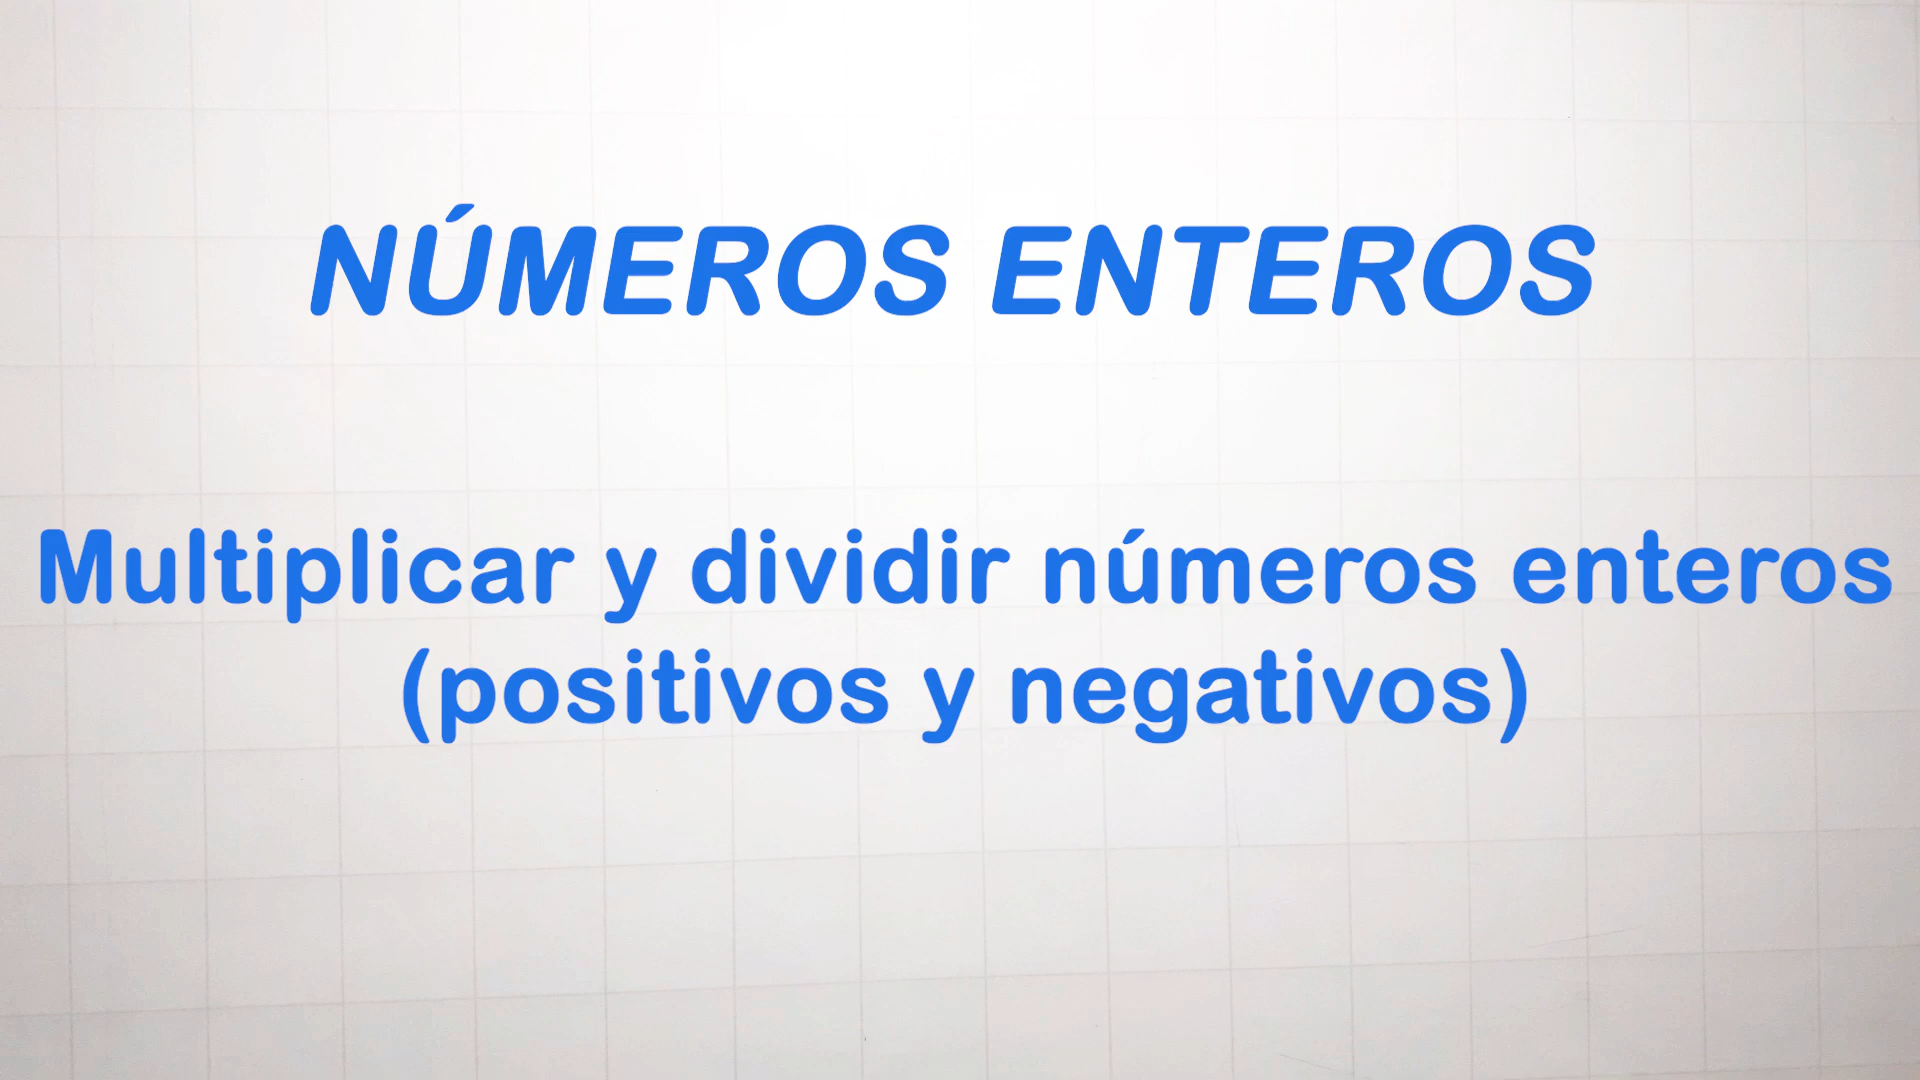 NÚMEROS ENTEROS
Multiplicar y dividir números enteros
(positivos y negativos)